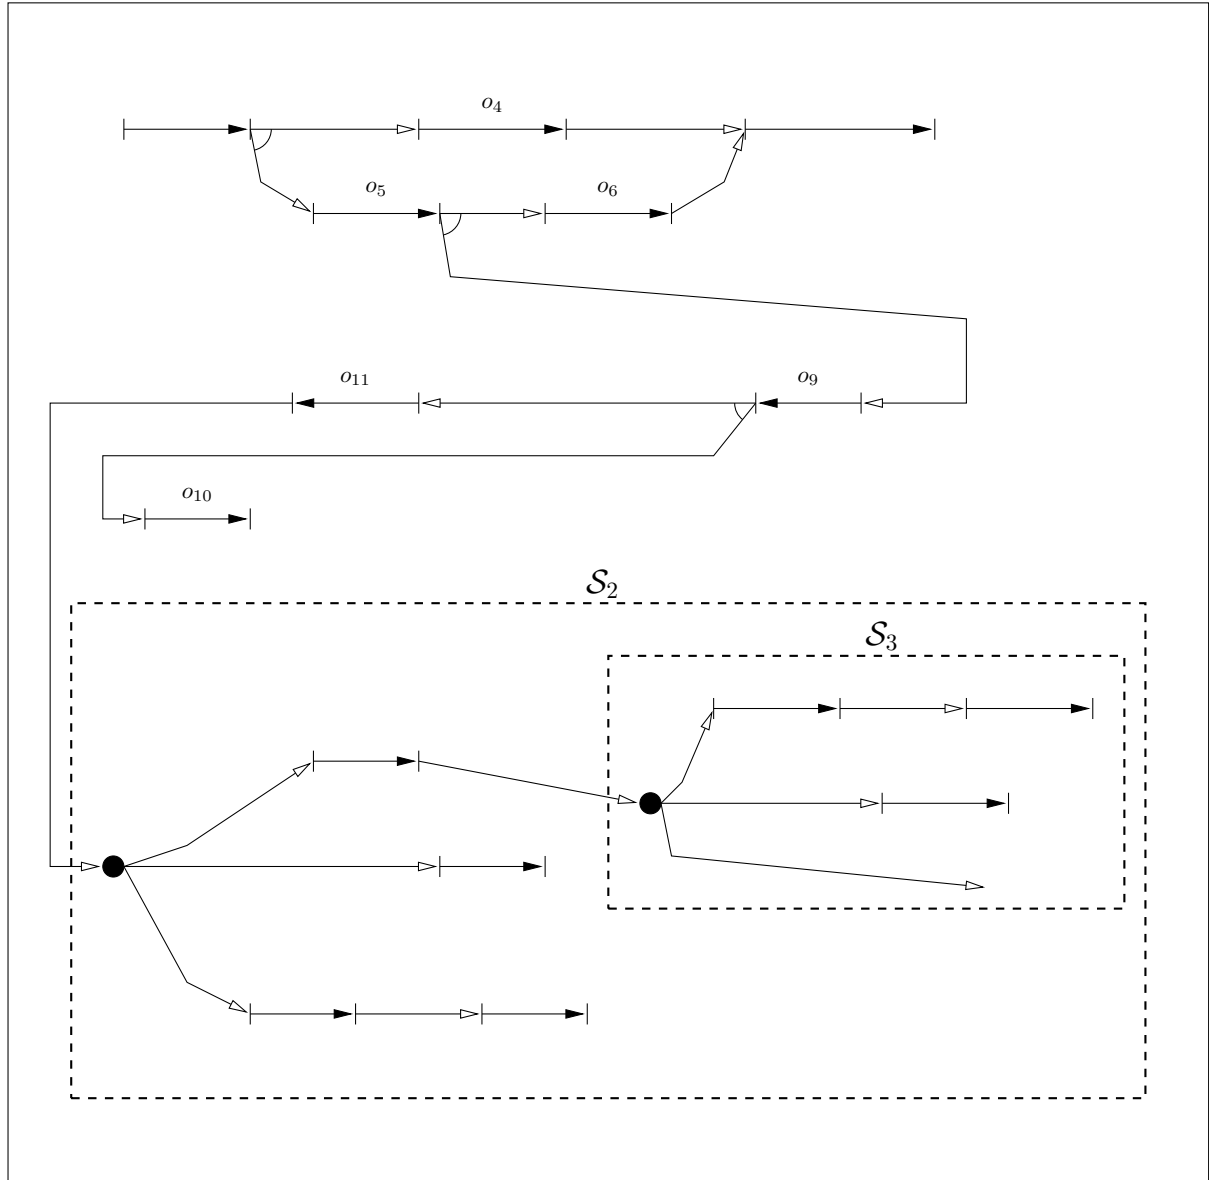 o₄
o₅ o₆
o₁₁ o₉
o₁₀
𝒮₂
𝒮₃